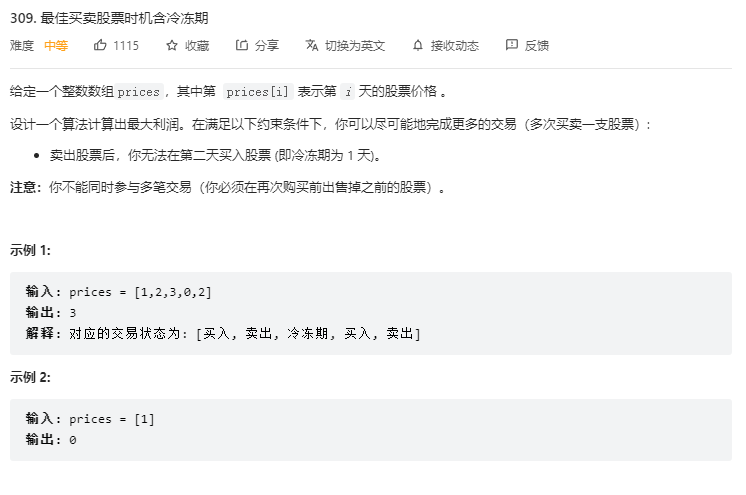 309. 最佳买卖股票时机含冷冻期
难度 中等 1115 收藏 分享 切换为英文 接收动态 反馈
给定一个整数数组prices，其中第 prices[i] 表示第 i 天的股票价格 。
设计一个算法计算出最大利润。在满足以下约束条件下，你可以尽可能地完成更多的交易（多次买卖一支股票）:
• 卖出股票后，你无法在第二天买入股票 (即冷冻期为 1 天)。
注意：你不能同时参与多笔交易（你必须在再次购买前出售掉之前的股票）。
示例 1:
输入: prices = [1,2,3,0,2]
输出: 3
解释: 对应的交易状态为: [买入, 卖出, 冷冻期, 买入, 卖出]
示例 2:
输入: prices = [1]
输出: 0